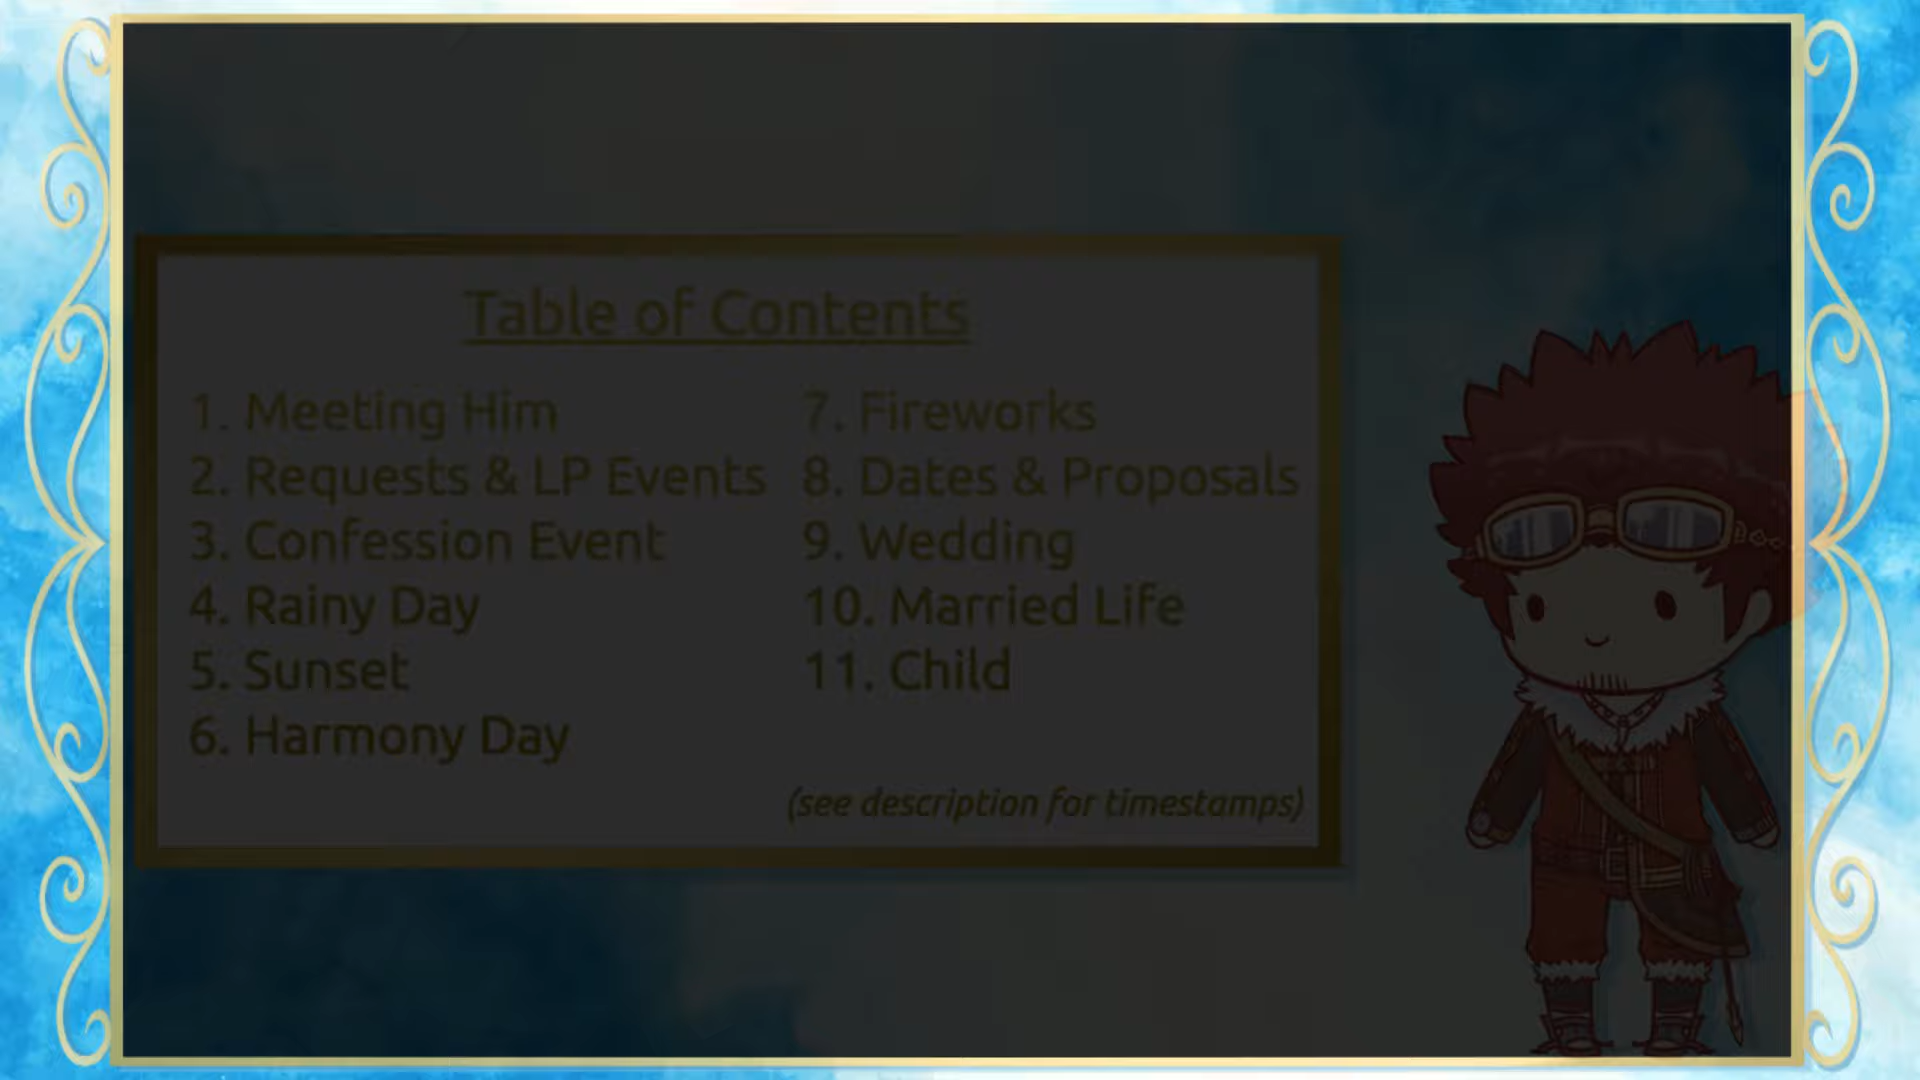 Table of Contents
1. Meeting Him
2. Requests & LP Events
3. Confession Event
4. Rainy Day
5. Sunset
6. Harmony Day
7. Fireworks
8. Dates & Proposals
9. Wedding
10. Married Life
11. Child
(see description for timestamps)